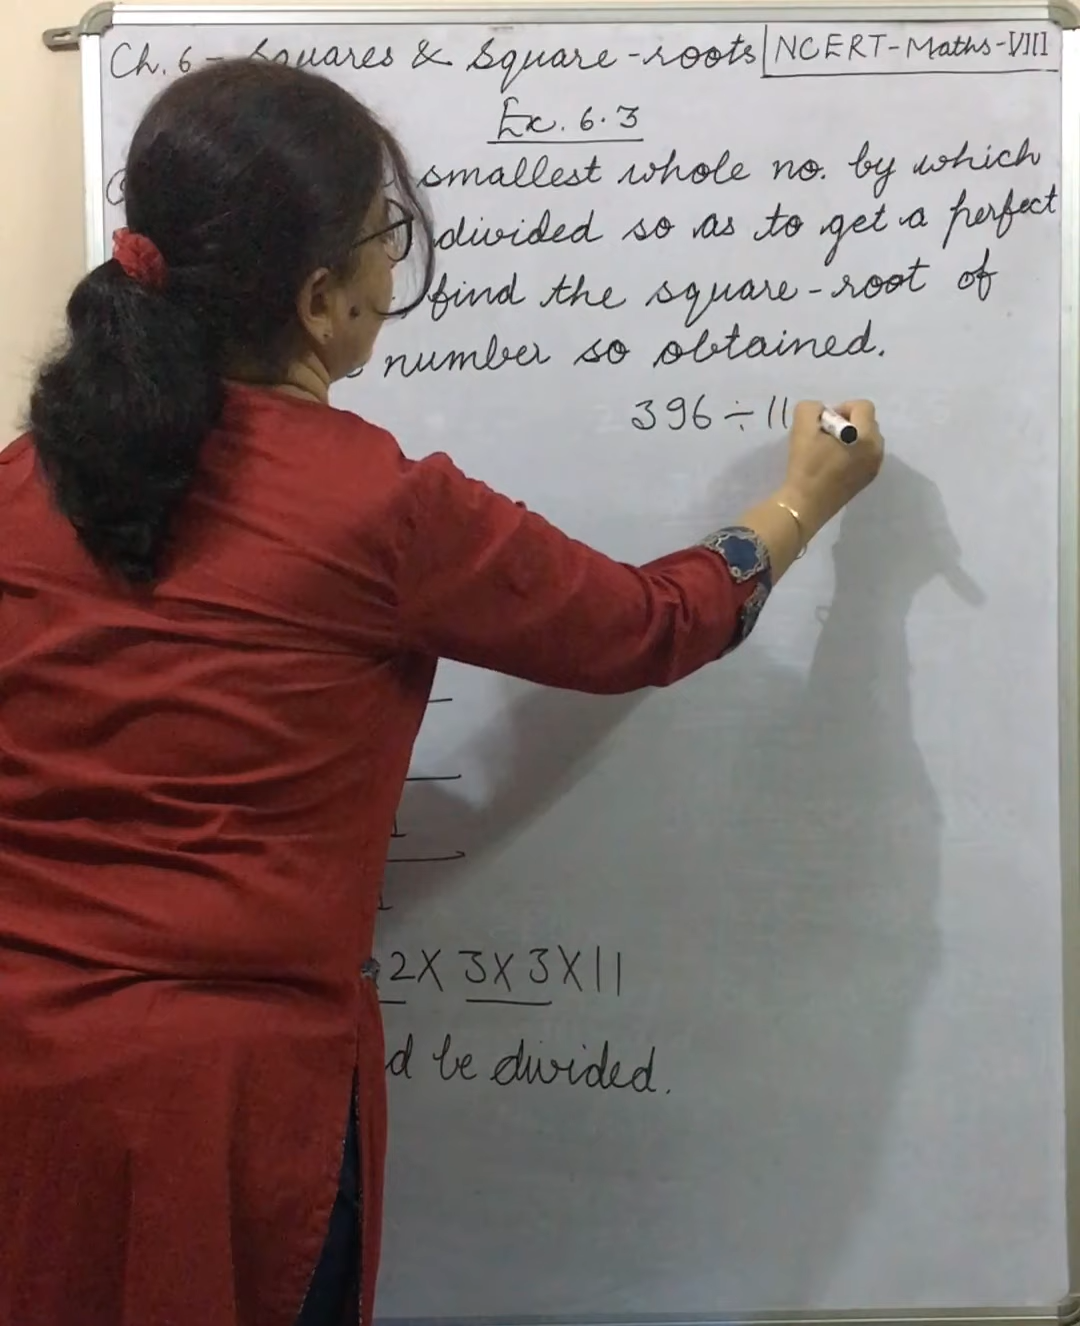 Ch. 6 - Squares & Square-roots | NCERT-Maths-VIII
Ex. 6.3
smallest whole no. by which
divided so as to get a perfect
find the square-root of
number so obtained.
396 ÷ 11
2 X 3 X 3 X 11
be divided.